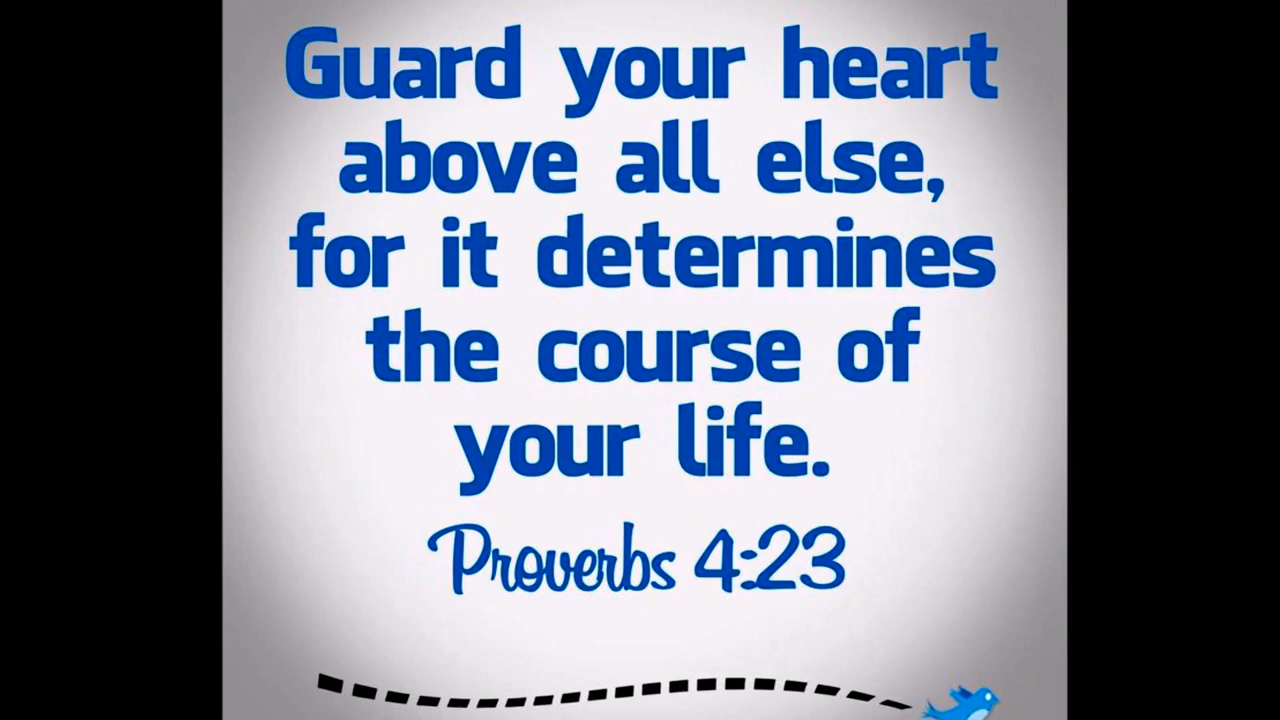 Guard your heart
above all else,
for it determines
the course of
your life.
Proverbs 4:23